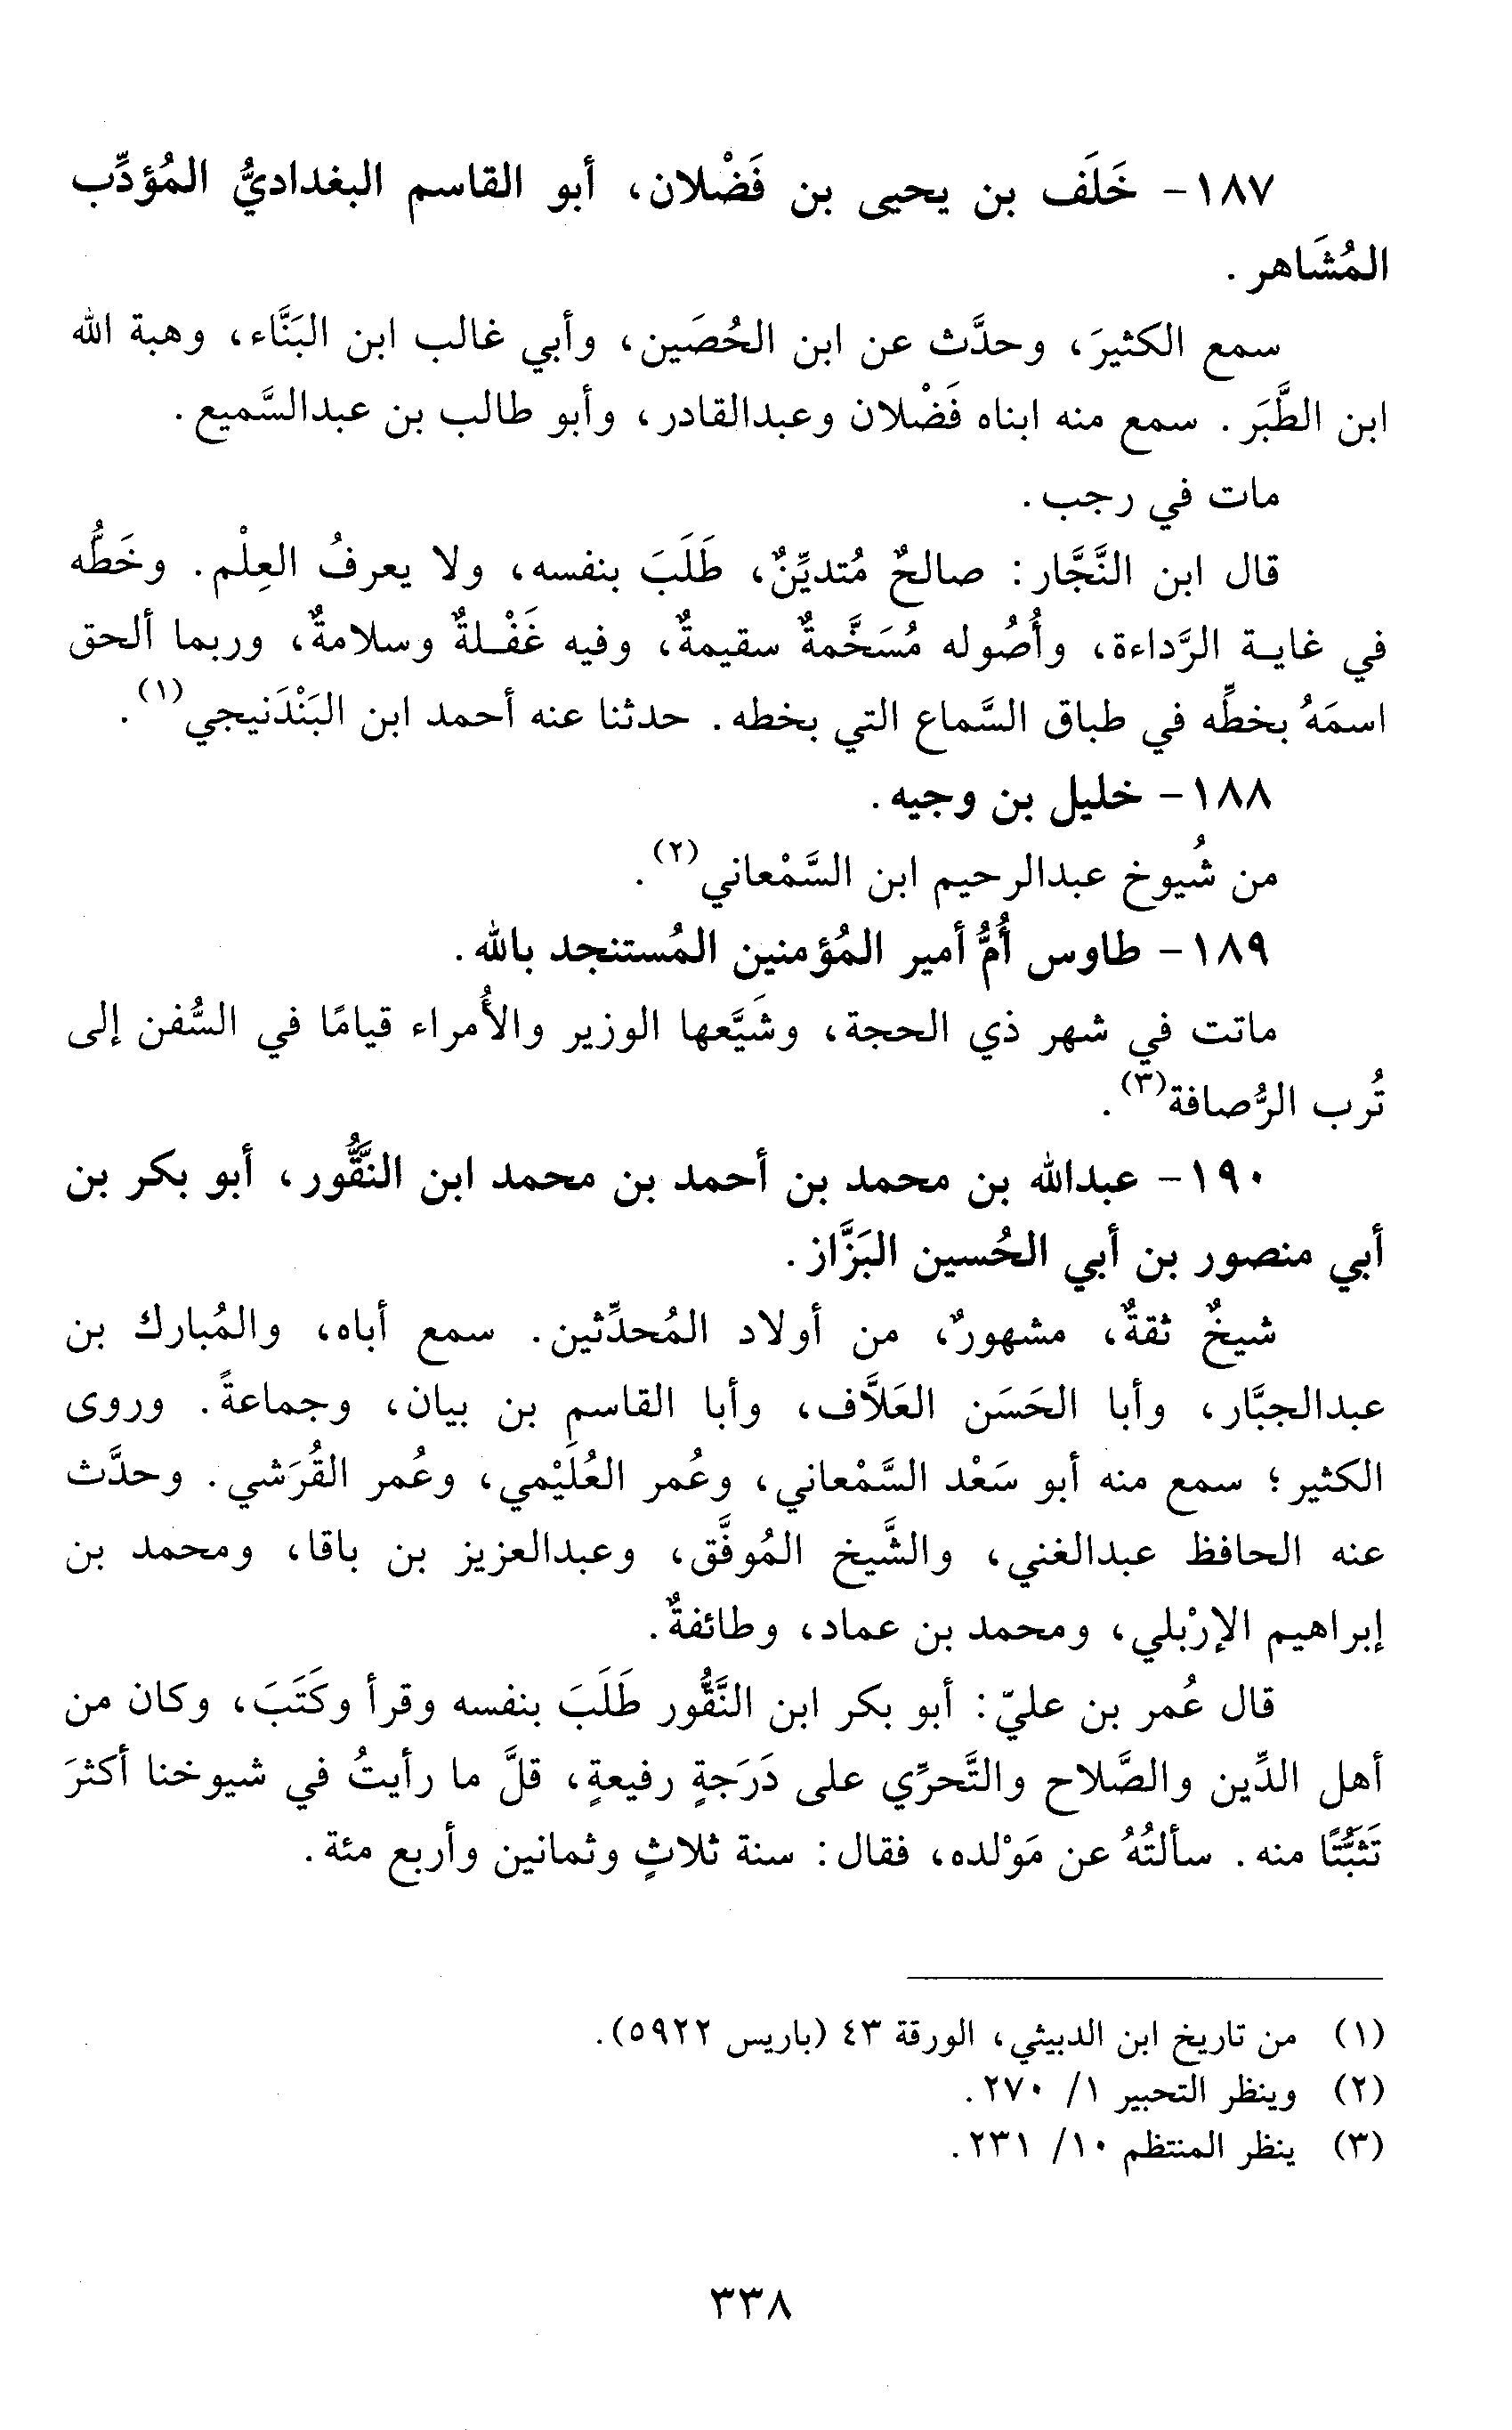 ١٨٧- خَلَف بن يحيى بن فَضْلان، أبو القاسم البغداديُّ المُؤدِّب
المُشَاهر.
سمع الكثيرَ، وحدَّث عن ابن الحُصَين، وأبي غالب ابن البَنَّاء، وهبة الله
ابن الطَّبَر. سمع منه ابناه فَضْلان وعبدالقادر، وأبو طالب بن عبدالسَّميع.
مات في رجب.
قال ابن النَّجَّار: صالحٌ مُتديِّنٌ، طَلَبَ بنفسه، ولا يعرفُ العِلْم. وخَطُّه
في غاية الرَّداءة، وأُصُوله مُسَخَّمةٌ سقيمةٌ، وفيه غَفْلةٌ وسلامةٌ، وربما ألحق
اسمَهُ بخطِّه في طباق السَّماع التي بخطه. حدثنا عنه أحمد ابن البَنْدَنيجي(١).
١٨٨- خليل بن وجيه.
من شُيوخ عبدالرحيم ابن السَّمْعاني(٢).
١٨٩- طاوس أُمُّ أمير المُؤمنين المُستنجد بالله.
ماتت في شهر ذي الحجة، وشَيَّعها الوزير والأُمراء قيامًا في السُّفن إلى
تُرب الرُّصافة(٣).
١٩٠- عبدالله بن محمد بن أحمد بن محمد ابن النَّقُّور، أبو بكر بن
أبي منصور بن أبي الحُسين البَزَّاز.
شيخٌ ثقةٌ، مشهورٌ، من أولاد المُحدِّثين. سمع أباه، والمُبارك بن
عبدالجبَّار، وأبا الحَسَن العَلاَّف، وأبا القاسم بن بيان، وجماعةً. وروى
الكثير؛ سمع منه أبو سَعْد السَّمْعاني، وعُمر العُلَيْمي، وعُمر القُرَشي. وحدَّث
عنه الحافظ عبدالغني، والشَّيخ المُوفَّق، وعبدالعزيز بن باقا، ومحمد بن
إبراهيم الإرْبلي، ومحمد بن عماد، وطائفةٌ.
قال عُمر بن عليّ: أبو بكر ابن النَّقُّور طَلَبَ بنفسه وقرأ وكَتَبَ، وكان من
أهل الدِّين والصَّلاح والتَّحرِّي على دَرَجةٍ رفيعةٍ، قلَّ ما رأيتُ في شيوخنا أكثرَ
تَثَبُّتًا منه. سألتُهُ عن مَوْلده، فقال: سنة ثلاثٍ وثمانين وأربع مئة.
(١) من تاريخ ابن الدبيثي، الورقة ٤٣ (باريس ٥٩٢٢).
(٢) وينظر التحبير ١/ ٢٧٠.
(٣) ينظر المنتظم ١٠/ ٢٣١.
٣٣٨